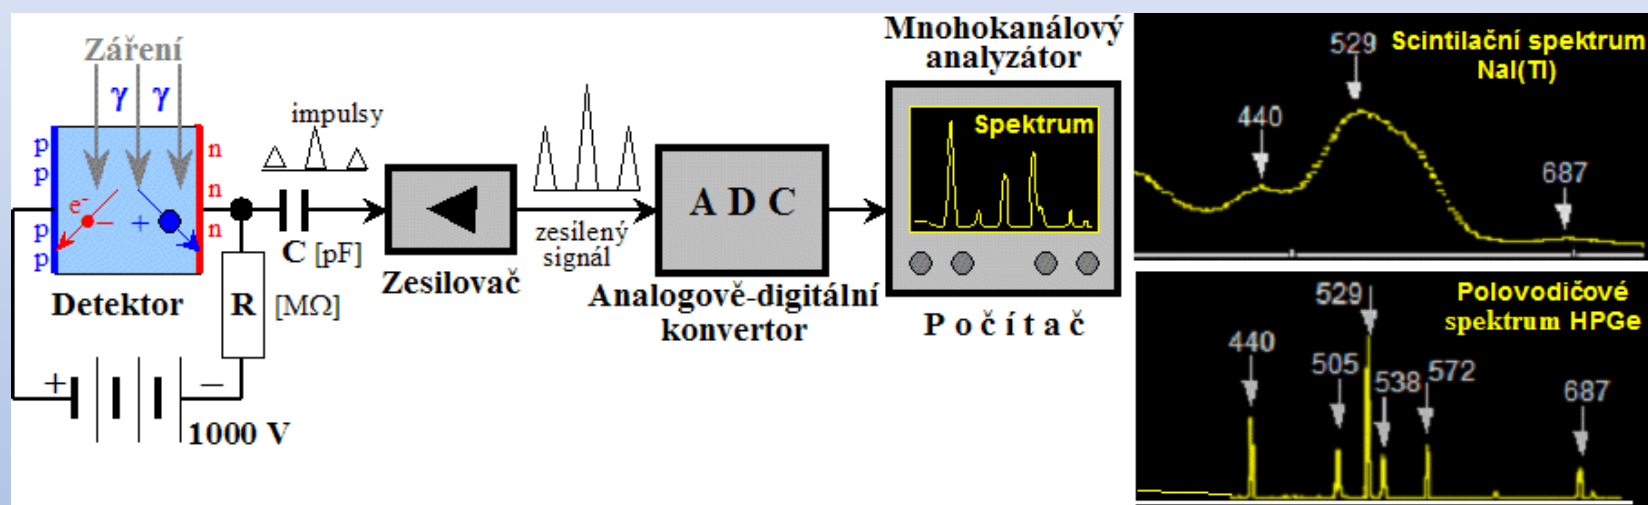 Záření
γ γ
p
p
p
p
n
n
n
e-
−
+
Detektor
+
−
1000 V
R
[MΩ]
impulsy
C [pF]
Zesilovač
zesílený
signál
A D C
Analogově-digitální
konvertor
Mnohokanálový
analyzátor
Spektrum
Počítač
Scintilační spektrum
NaI(Tl)
440
529
687
Polovodičové
spektrum HPGe
440
505
529
538
572
687